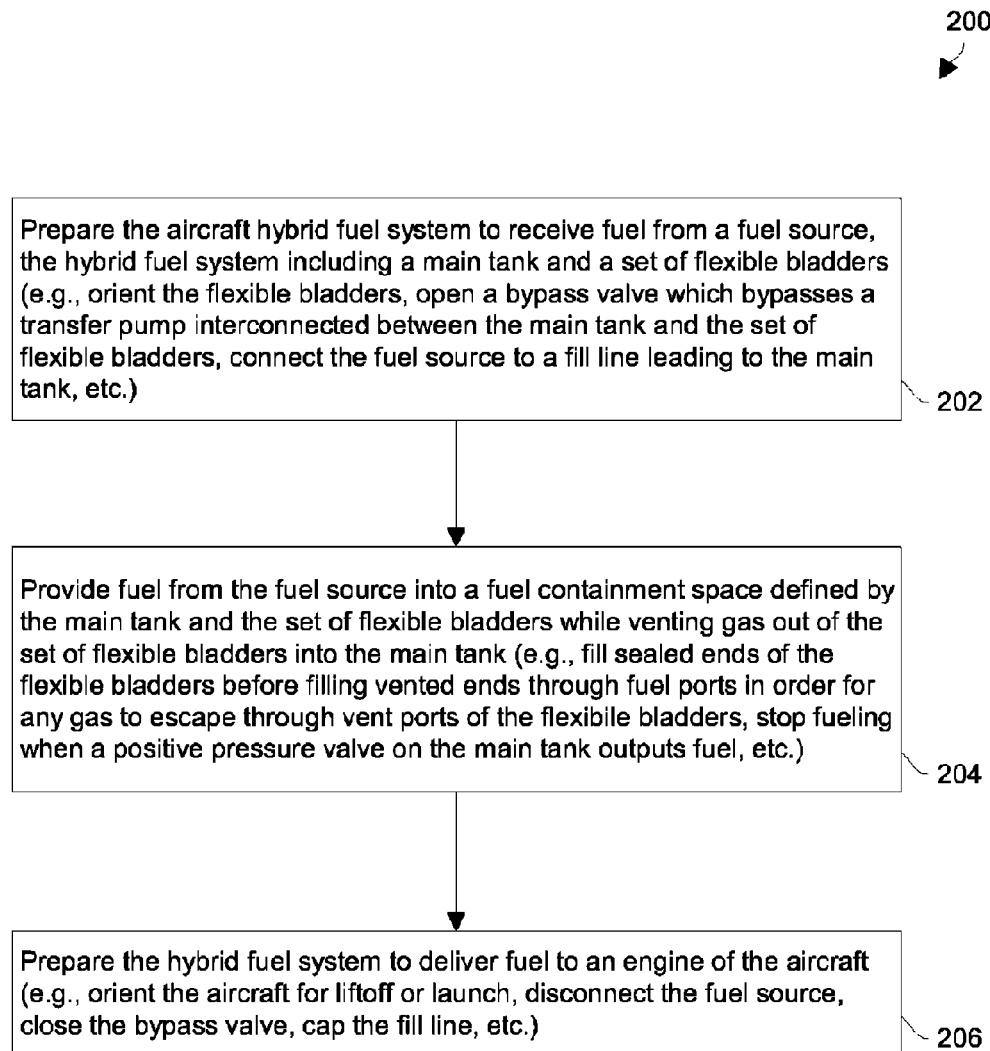 200
Prepare the aircraft hybrid fuel system to receive fuel from a fuel source,
the hybrid fuel system including a main tank and a set of flexible bladders
(e.g., orient the flexible bladders, open a bypass valve which bypasses a
transfer pump interconnected between the main tank and the set of
flexible bladders, connect the fuel source to a fill line leading to the main
tank, etc.)
202
Provide fuel from the fuel source into a fuel containment space defined by
the main tank and the set of flexible bladders while venting gas out of the
set of flexible bladders into the main tank (e.g., fill sealed ends of the
flexible bladders before filling vented ends through fuel ports in order for
any gas to escape through vent ports of the flexibile bladders, stop fueling
when a positive pressure valve on the main tank outputs fuel, etc.)
204
Prepare the hybrid fuel system to deliver fuel to an engine of the aircraft
(e.g., orient the aircraft for liftoff or launch, disconnect the fuel source,
close the bypass valve, cap the fill line, etc.)
206